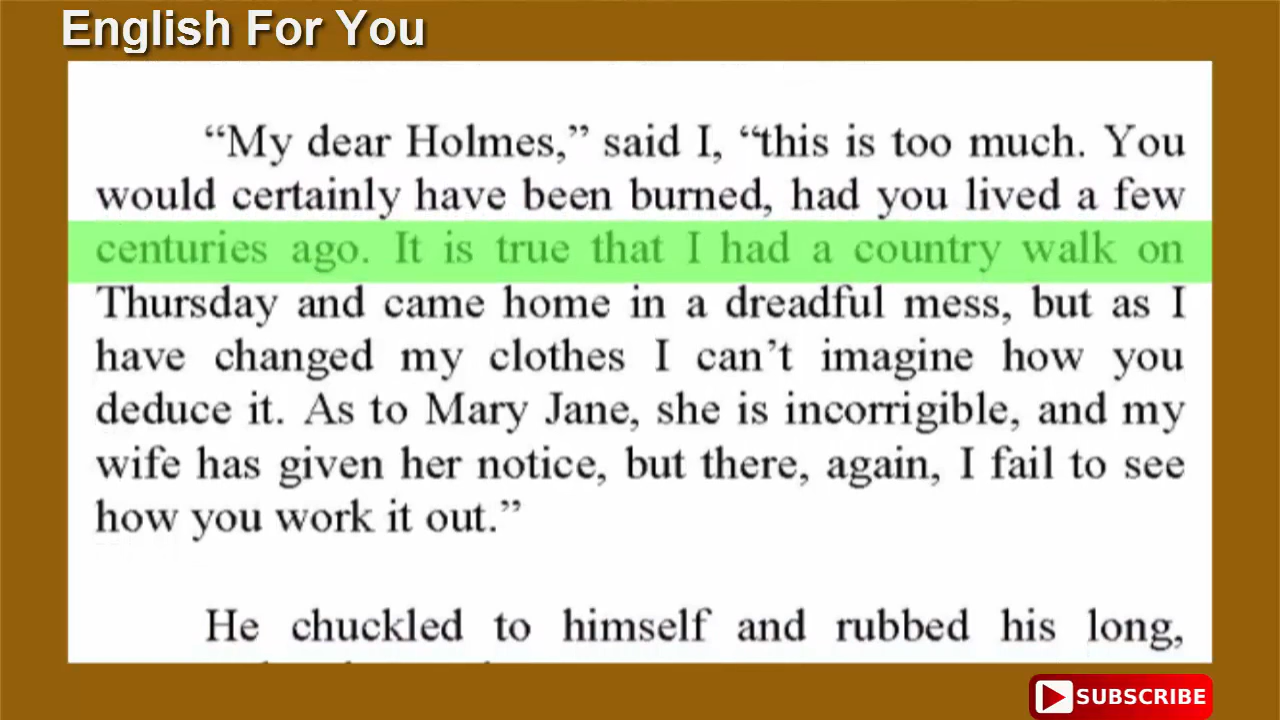 English For You
“My dear Holmes,” said I, “this is too much. You
would certainly have been burned, had you lived a few
centuries ago. It is true that I had a country walk on
Thursday and came home in a dreadful mess, but as I
have changed my clothes I can’t imagine how you
deduce it. As to Mary Jane, she is incorrigible, and my
wife has given her notice, but there, again, I fail to see
how you work it out.”
He chuckled to himself and rubbed his long,
SUBSCRIBE